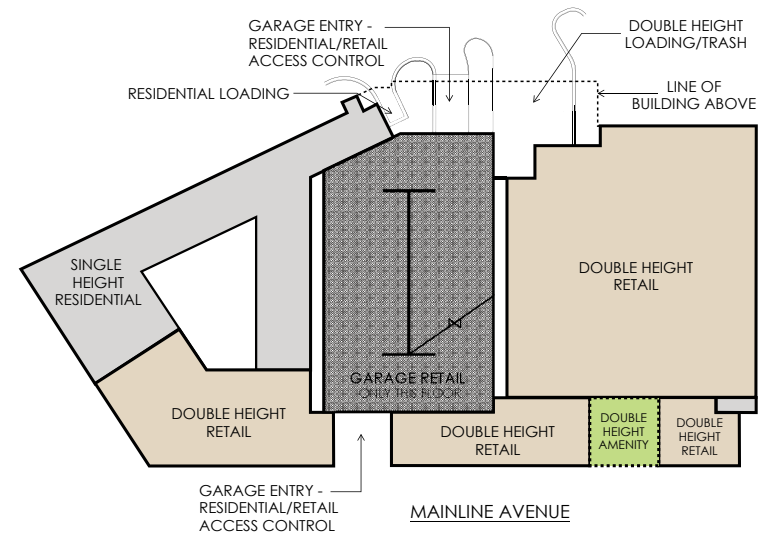 GARAGE ENTRY -
RESIDENTIAL/RETAIL
ACCESS CONTROL
DOUBLE HEIGHT
LOADING/TRASH
RESIDENTIAL LOADING
LINE OF
BUILDING ABOVE
SINGLE
HEIGHT
RESIDENTIAL
DOUBLE HEIGHT
RETAIL
GARAGE RETAIL
- ONLY THIS FLOOR -
DOUBLE HEIGHT
RETAIL
DOUBLE HEIGHT
RETAIL
DOUBLE
HEIGHT
AMENITY
DOUBLE
HEIGHT
RETAIL
GARAGE ENTRY -
RESIDENTIAL/RETAIL
ACCESS CONTROL
MAINLINE AVENUE